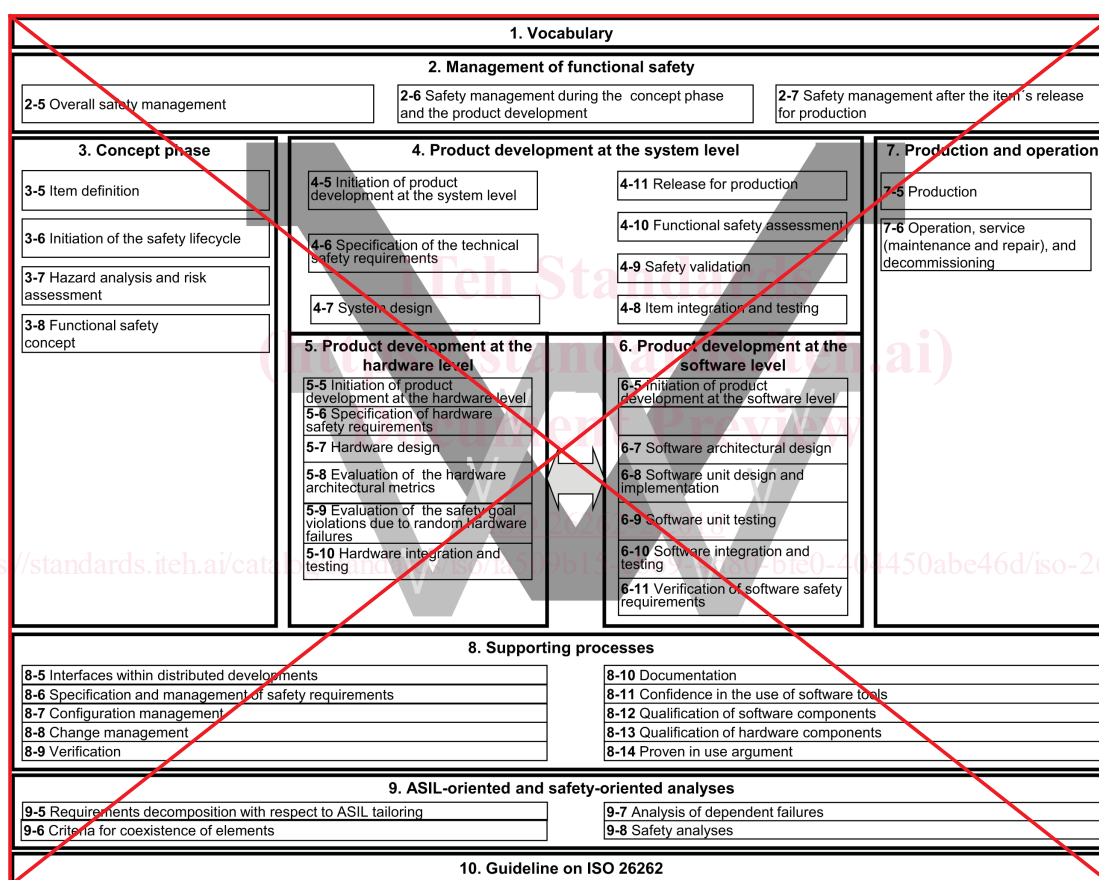 1. Vocabulary
2. Management of functional safety
2-5 Overall safety management
2-6 Safety management during the concept phase
and the product development
2-7 Safety management after the item´s release
for production
3. Concept phase
3-5 Item definition
3-6 Initiation of the safety lifecycle
3-7 Hazard analysis and risk
assessment
3-8 Functional safety
concept
4. Product development at the system level
4-5 Initiation of product
development at the system level
4-6 Specification of the technical
safety requirements
4-7 System design
4-11 Release for production
4-10 Functional safety assessment
4-9 Safety validation
4-8 Item integration and testing
7. Production and operation
7-5 Production
7-6 Operation, service
(maintenance and repair), and
decommissioning
iTeh Standards
Document Preview
5. Product development at the
hardware level
5-5 Initiation of product
development at the hardware level
5-6 Specification of hardware
safety requirements
5-7 Hardware design
5-8 Evaluation of the hardware
architectural metrics
5-9 Evaluation of the safety goal
violations due to random hardware
failures
5-10 Hardware integration and
testing
6. Product development at the
software level
6-5 Initiation of product
development at the software level
6-7 Software architectural design
6-8 Software unit design and
implementation
6-9 Software unit testing
6-10 Software integration and
testing
6-11 Verification of software safety
requirements
8. Supporting processes
8-5 Interfaces within distributed developments
8-6 Specification and management of safety requirements
8-7 Configuration management
8-8 Change management
8-9 Verification
8-10 Documentation
8-11 Confidence in the use of software tools
8-12 Qualification of software components
8-13 Qualification of hardware components
8-14 Proven in use argument
9. ASIL-oriented and safety-oriented analyses
9-5 Requirements decomposition with respect to ASIL tailoring
9-6 Criteria for coexistence of elements
9-7 Analysis of dependent failures
9-8 Safety analyses
10. Guideline on ISO 26262